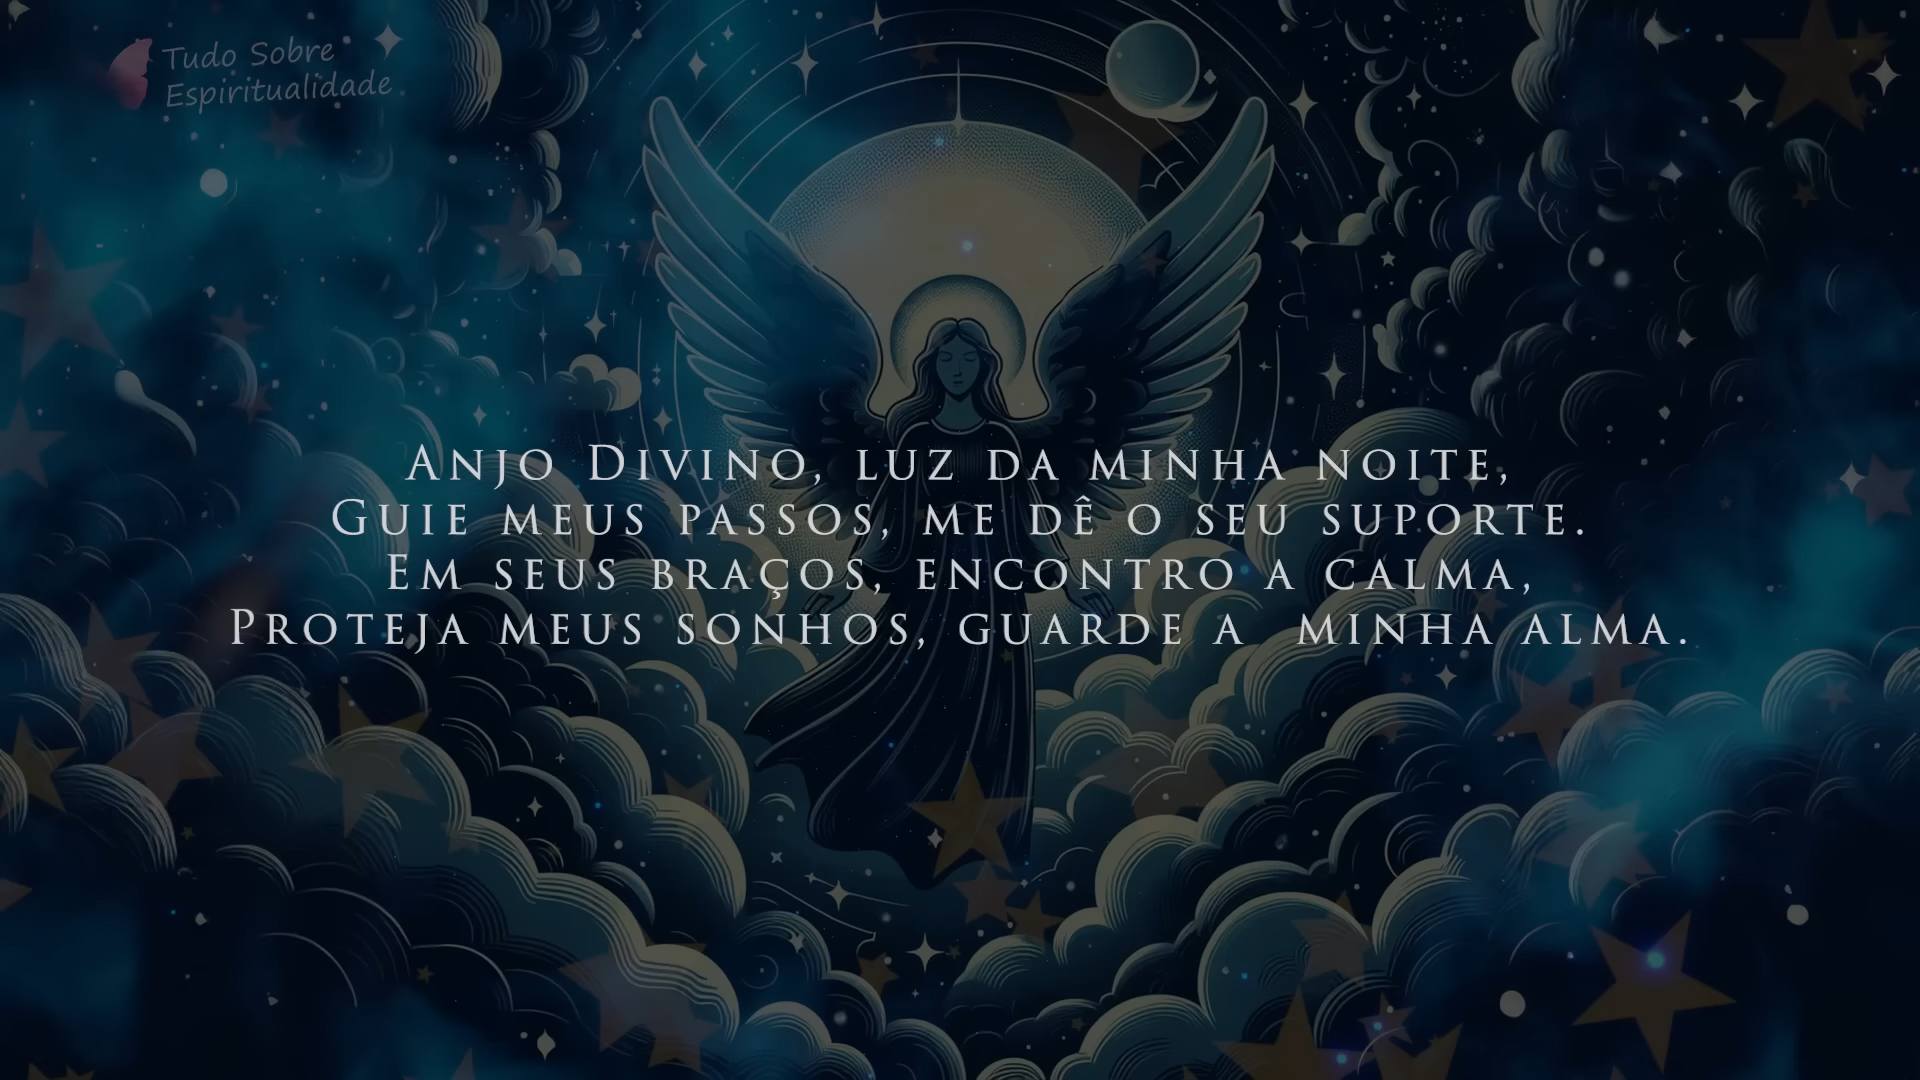 Tudo Sobre
Espiritualidade
Anjo Divino, luz da minha noite,
Guie meus passos, me dê o seu suporte.
Em seus braços, encontro a calma,
Proteja meus sonhos, guarde a minha alma.